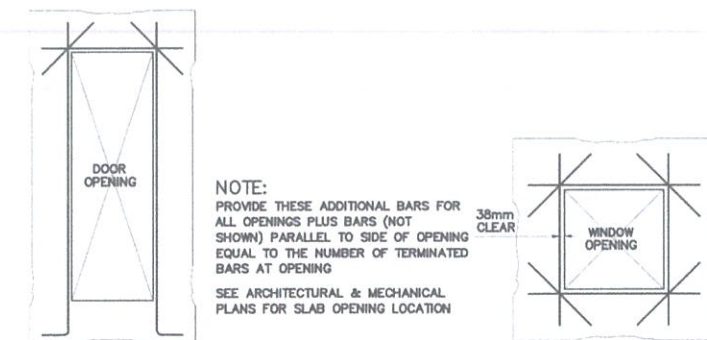 DOOR
OPENING
NOTE:
PROVIDE THESE ADDITIONAL BARS FOR
ALL OPENINGS PLUS BARS (NOT
SHOWN) PARALLEL TO SIDE OF OPENING
EQUAL TO THE NUMBER OF TERMINATED
BARS AT OPENING
SEE ARCHITECTURAL & MECHANICAL
PLANS FOR SLAB OPENING LOCATION
38mm
CLEAR
WINDOW
OPENING